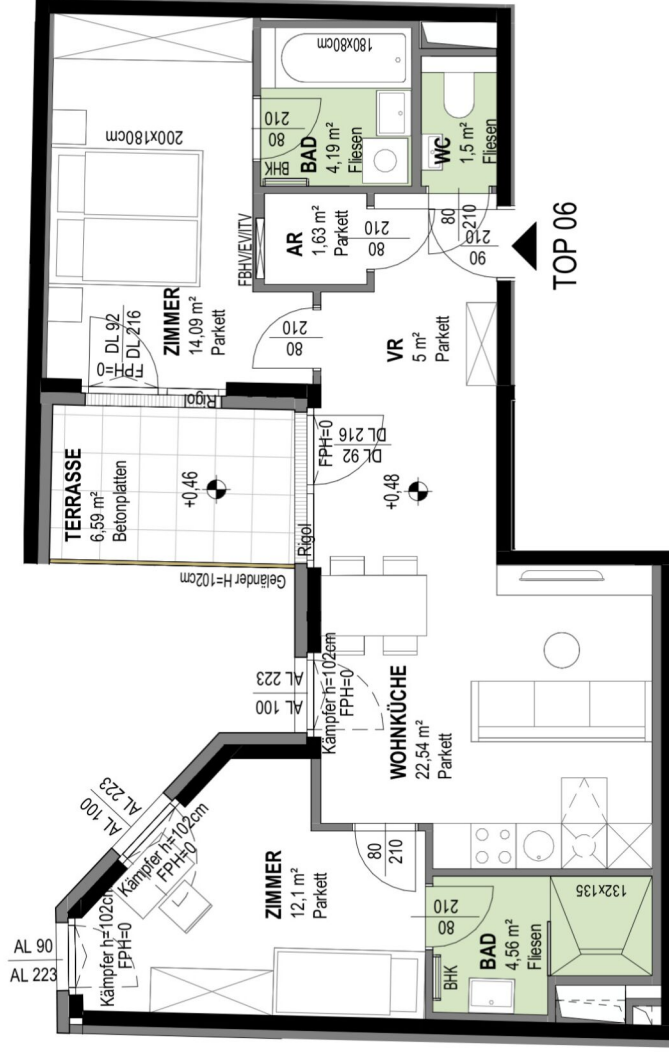 180x80cm
200x180cm
210
80
BHK
BAD
4,19 m²
Fliesen
WC
1,5 m²
Fliesen
80
210
210
90
TOP 06
FBHV/EV/ITV
AR
1,63 m²
Parkett
210
80
DL 92
DL 216
FPH=0
ZIMMER
14,09 m²
Parkett
210
80
VR
5 m²
Parkett
Rigol
TERRASSE
6,59 m²
Betonplatten
+0,46
FPH=0
DL 216
DL 92
+0,48
Rigol
Geländer H=102cm
AL 223
AL 100
Kämpfer h=102cm
FPH=0
WOHNKÜCHE
22,54 m²
Parkett
AL 223
AL 100
Kämpfer h=102cm
FPH=0
AL 90
AL 223
Kämpfer h=102cm
FPH=0
ZIMMER
12,1 m²
Parkett
80
210
210
80
BHK
BAD
4,56 m²
Fliesen
132x135